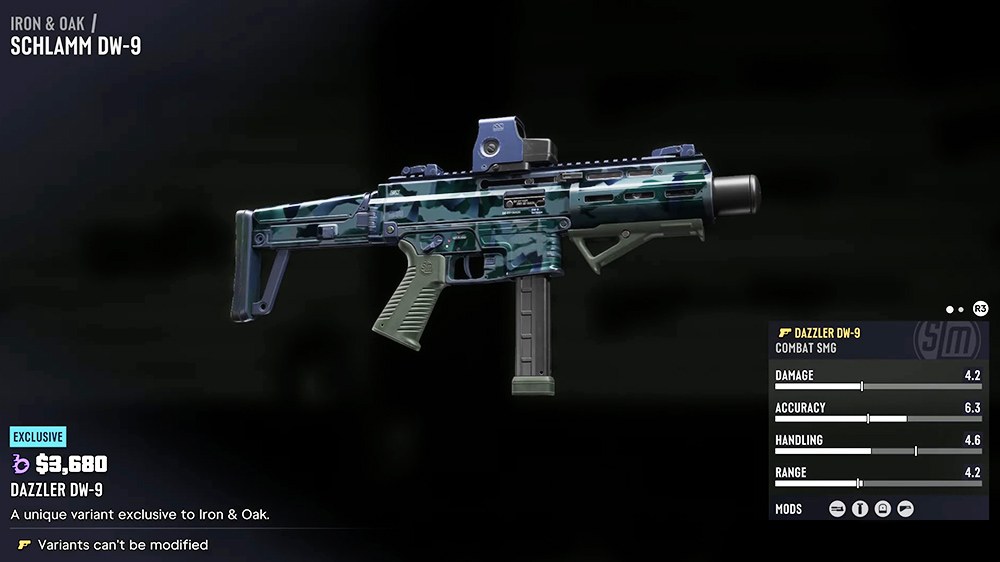 IRON & OAK /
SCHLAMM DW-9
R3
DAZZLER DW-9
SM
COMBAT SMG
DAMAGE 4.2
ACCURACY 6.3
HANDLING 4.6
RANGE 4.2
MODS
EXCLUSIVE
$3,680
DAZZLER DW-9
A unique variant exclusive to Iron & Oak.
Variants can't be modified